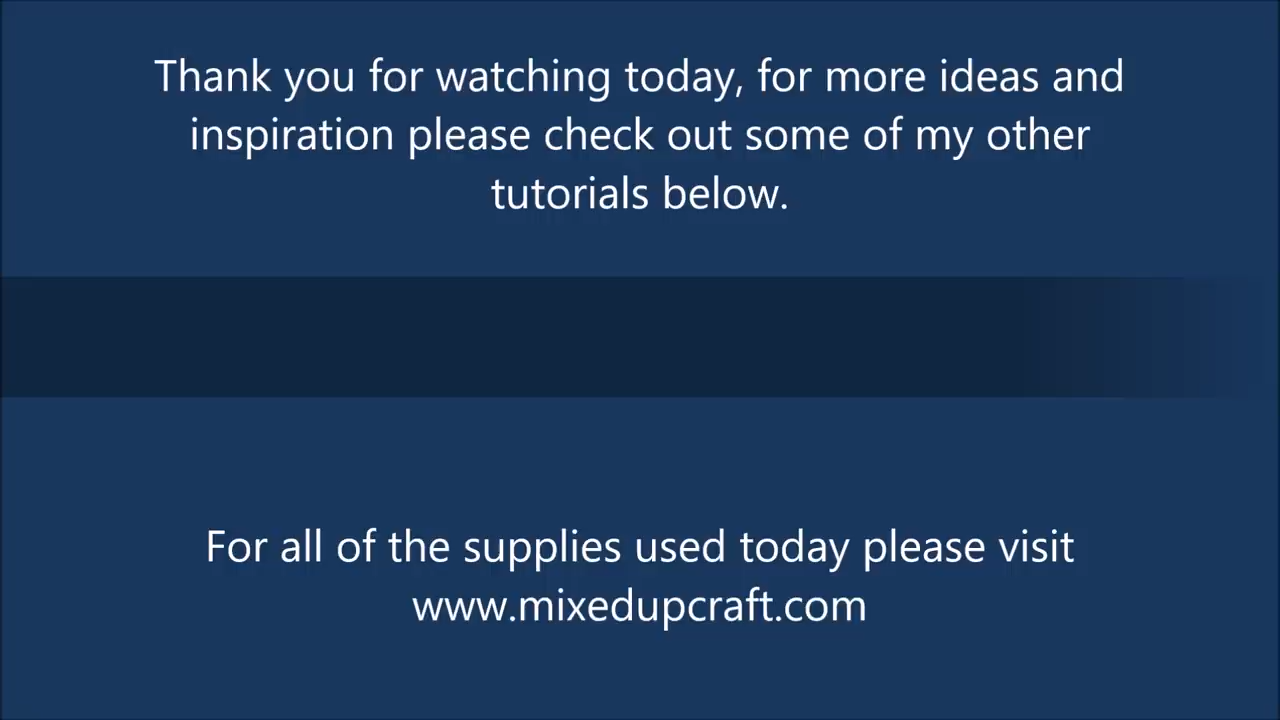 Thank you for watching today, for more ideas and
inspiration please check out some of my other
tutorials below.
For all of the supplies used today please visit
www.mixedupcraft.com